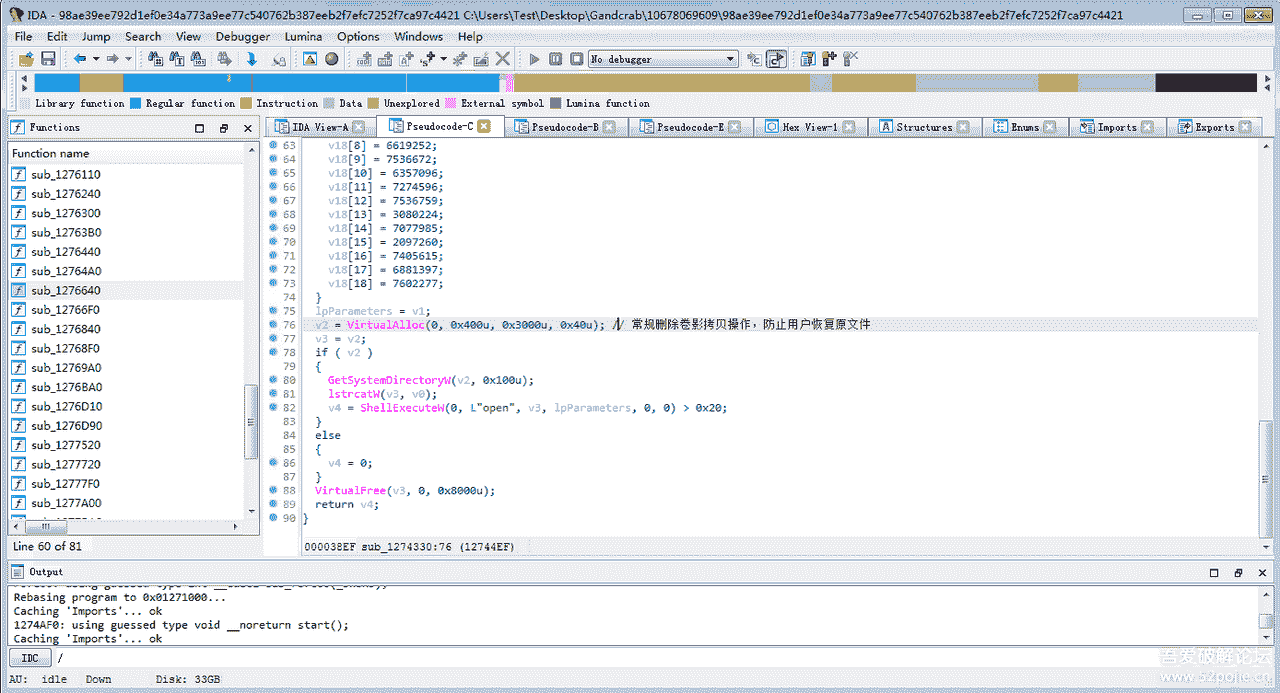 IDA - 98ae39ee792d1ef0e34a773a9ee77c540762b387eeb2f7efc7252f7ca97c4421 C:\Users\Test\Desktop\Gandcrab\10678069609\98ae39ee792d1ef0e34a773a9ee77c540762b387eeb2f7efc7252f7ca97c4421
File Edit Jump Search View Debugger Lumina Options Windows Help
No debugger
Library function Regular function Instruction Data Unexplored External symbol Lumina function
Functions
IDA View-A Pseudocode-C Pseudocode-B Pseudocode-E Hex View-1 Structures Enums Imports Exports
Function name
sub_1276110
sub_1276240
sub_1276300
sub_12763B0
sub_1276440
sub_12764A0
sub_1276640
sub_12766F0
sub_1276840
sub_12768F0
sub_12769A0
sub_1276BA0
sub_1276D10
sub_1276D90
sub_1277520
sub_1277720
sub_12777F0
sub_1277A00
Line 60 of 81
63 v18[8] = 6619252;
64 v18[9] = 7536672;
65 v18[10] = 6357096;
66 v18[11] = 7274596;
67 v18[12] = 7536759;
68 v18[13] = 3080224;
69 v18[14] = 7077985;
70 v18[15] = 2097260;
71 v18[16] = 7405615;
72 v18[17] = 6881397;
73 v18[18] = 7602277;
74 }
75 lpParameters = v1;
76 v2 = VirtualAlloc(0, 0x400u, 0x3000u, 0x40u); // 常规删除卷影拷贝操作，防止用户恢复原文件
77 v3 = v2;
78 if ( v2 )
79 {
80 GetSystemDirectoryW(v2, 0x100u);
81 lstrcatW(v3, v0);
82 v4 = ShellExecuteW(0, L"open", v3, lpParameters, 0, 0) > 0x20;
83 }
84 else
85 {
86 v4 = 0;
87 }
88 VirtualFree(v3, 0, 0x8000u);
89 return v4;
90 }
000038EF sub_1274330:76 (12744EF)
Output
Rebasing program to 0x01271000...
Caching 'Imports'... ok
1274AF0: using guessed type void __noreturn start();
Caching 'Imports'... ok
IDC /
AU: idle Down Disk: 33GB
吾爱破解论坛
www.52pojie.cn